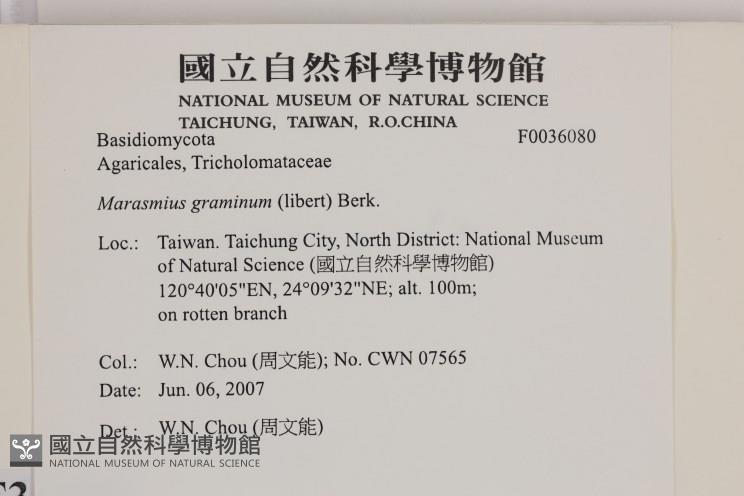 國立自然科學博物館
NATIONAL MUSEUM OF NATURAL SCIENCE
TAICHUNG, TAIWAN, R.O.CHINA
Basidiomycota F0036080
Agaricales, Tricholomataceae
Marasmius graminum (libert) Berk.
Loc.: Taiwan. Taichung City, North District: National Museum
of Natural Science (國立自然科學博物館)
120°40'05"EN, 24°09'32"NE; alt. 100m;
on rotten branch
Col.: W.N. Chou (周文能); No. CWN 07565
Date: Jun. 06, 2007
Det.: W.N. Chou (周文能)
國立自然科學博物館
NATIONAL MUSEUM OF NATURAL SCIENCE